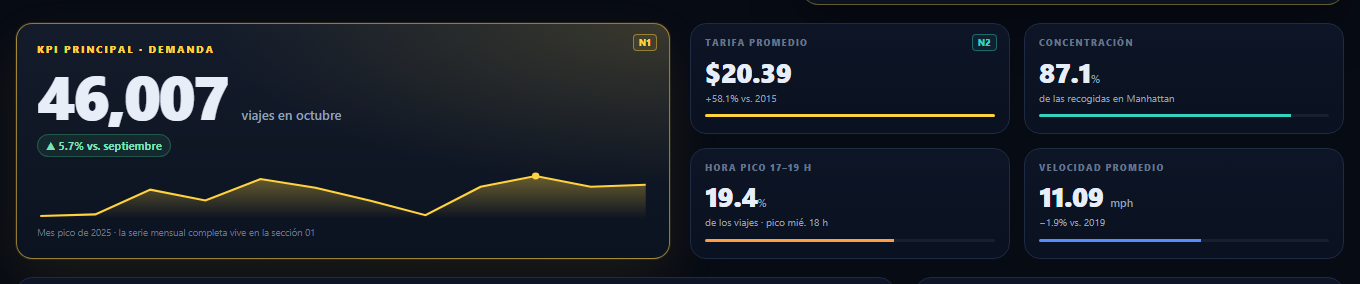 KPI PRINCIPAL · DEMANDA
N1
46,007 viajes en octubre
▲ 5.7% vs. septiembre
Mes pico de 2025 · la serie mensual completa vive en la sección 01
TARIFA PROMEDIO
N2
$20.39
+58.1% vs. 2015
CONCENTRACIÓN
87.1%
de las recogidas en Manhattan
HORA PICO 17–19 H
19.4%
de los viajes · pico mié. 18 h
VELOCIDAD PROMEDIO
11.09 mph
−1.9% vs. 2019